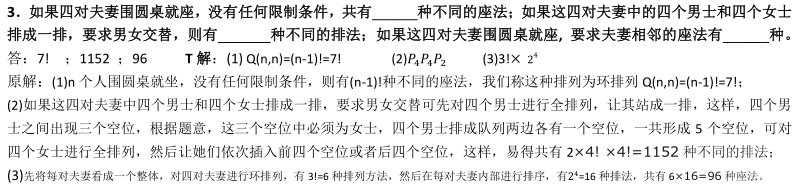 3．如果四对夫妻围圆桌就座，没有任何限制条件，共有______种不同的座法；如果这四对夫妻中的四个男士和四个女士
排成一排，要求男女交替，则有______种不同的排法；如果这四对夫妻围圆桌就座, 要求夫妻相邻的座法有______种。
答：7! ；1152 ；96 T 解：(1) Q(n,n)=(n-1)!=7! (2)P₄P₄P₂ (3)3!× 2⁴
原解：(1)n 个人围圆桌就坐，没有任何限制条件，则有(n-1)!种不同的座法，我们称这种排列为环排列 Q(n,n)=(n-1)!=7!；
(2)如果这四对夫妻中四个男士和四个女士排成一排，要求男女交替可先对四个男士进行全排列，让其站成一排，这样，四个男
士之间出现三个空位，根据题意，这三个空位中必须为女士，四个男士排成队列两边各有一个空位，一共形成 5 个空位，可对
四个女士进行全排列，然后让她们依次插入前四个空位或者后四个空位，这样，易得共有 2×4! ×4!=1152 种不同的排法；
(3)先将每对夫妻看成一个整体，对四对夫妻进行环排列，有 3!=6 种排列方法，然后在每对夫妻内部进行排序，有2⁴=16 种排法，共有 6×16=96 种座法。